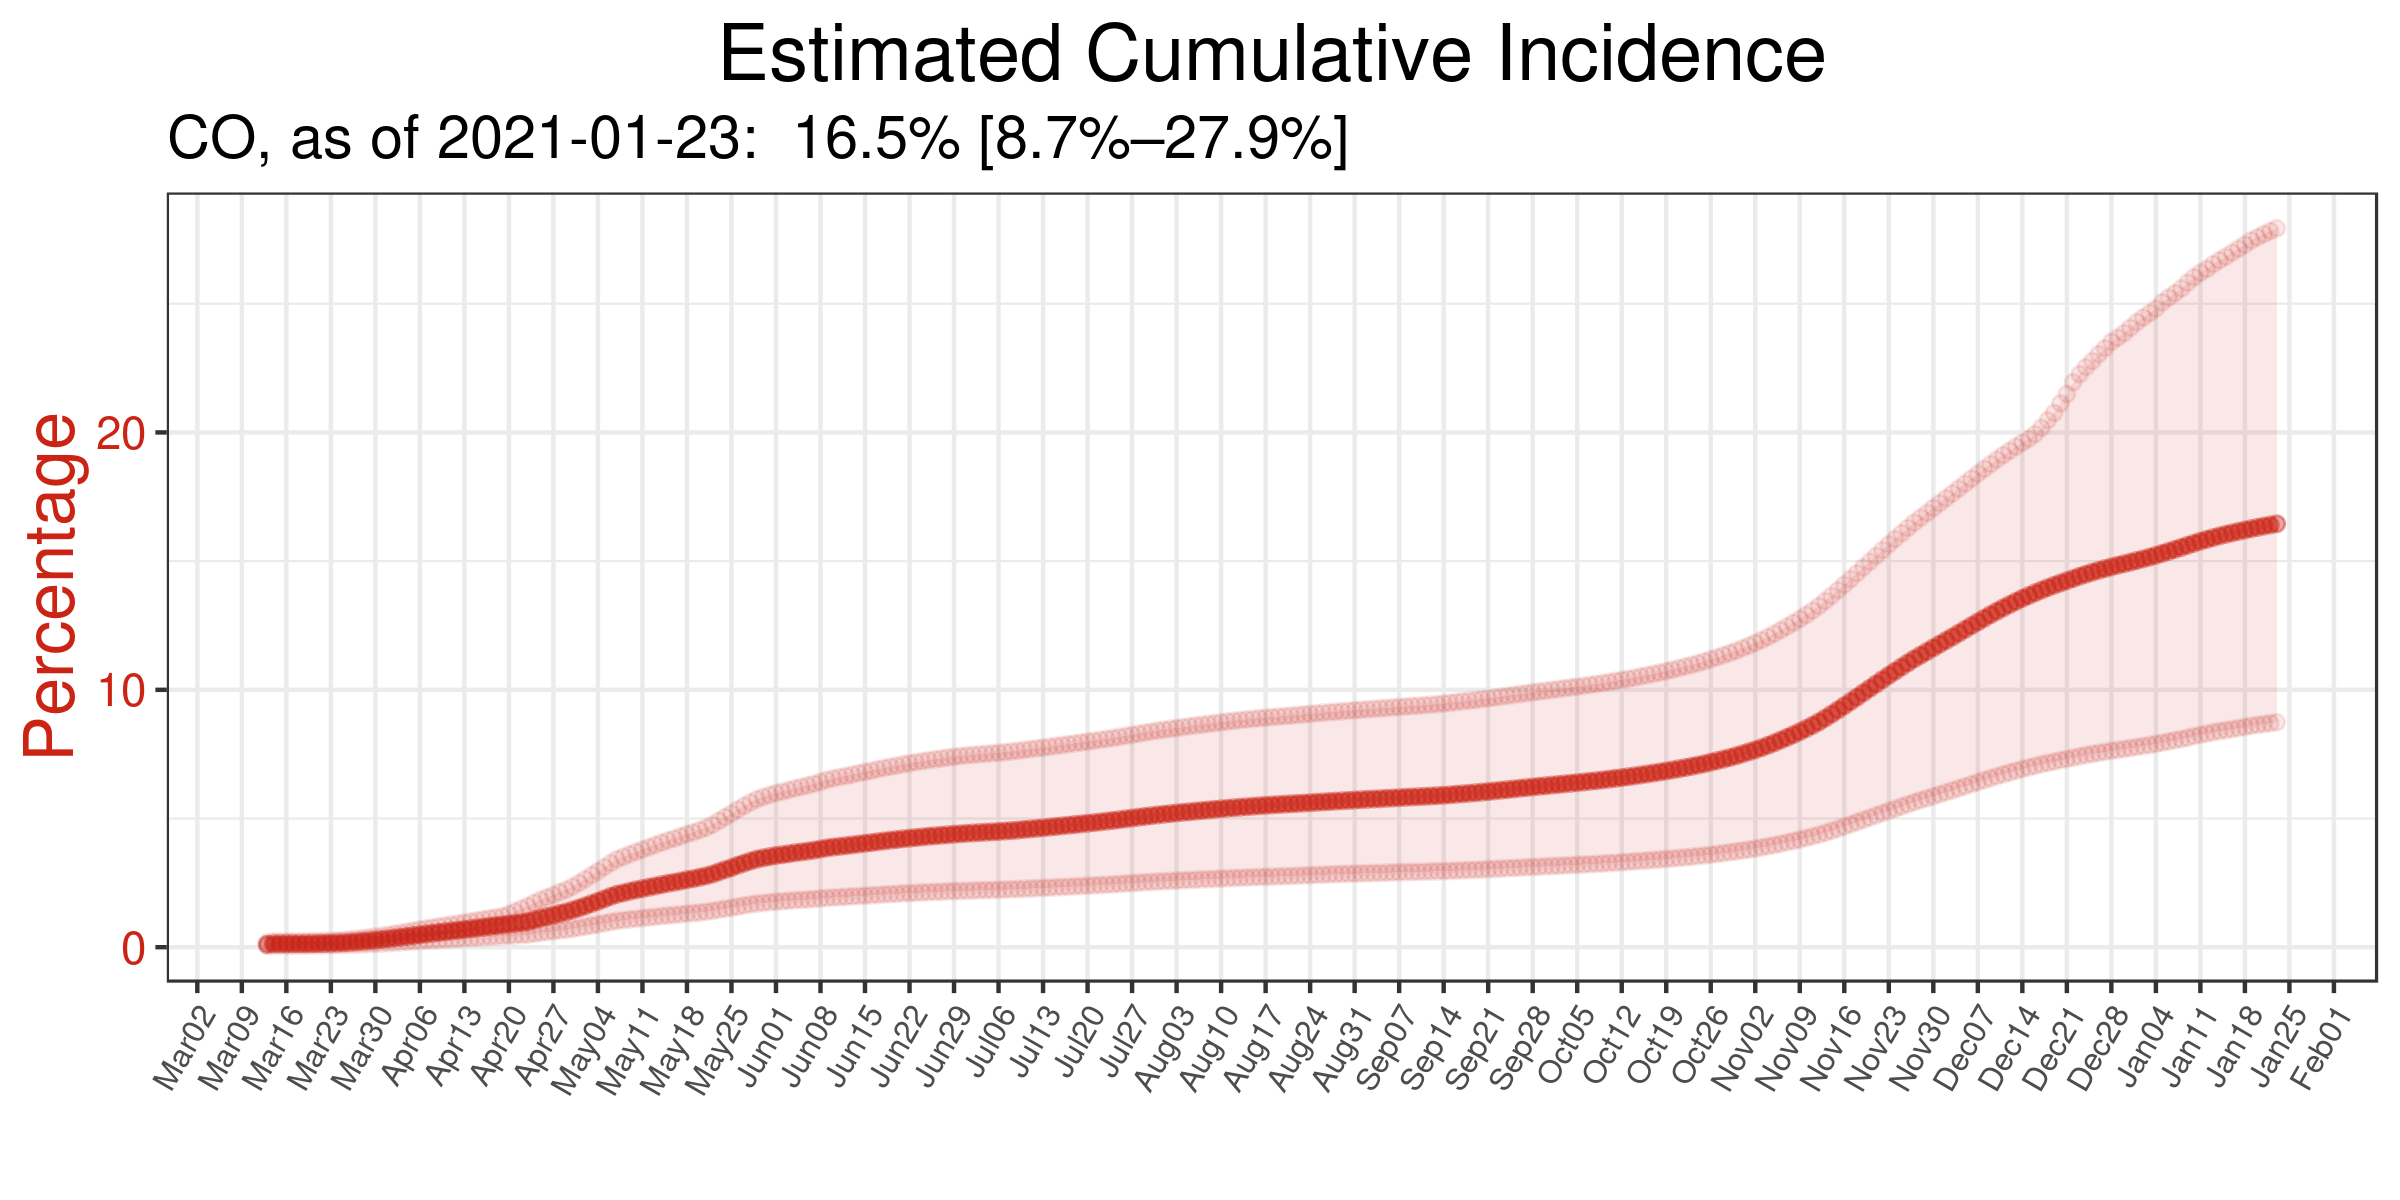 Estimated Cumulative Incidence
CO, as of 2021-01-23:  16.5% [8.7%–27.9%]
Percentage
20
10
0
Mar02 Mar09 Mar16 Mar23 Mar30 Apr06 Apr13 Apr20 Apr27 May04 May11 May18 May25 Jun01 Jun08 Jun15 Jun22 Jun29 Jul06 Jul13 Jul20 Jul27 Aug03 Aug10 Aug17 Aug24 Aug31 Sep07 Sep14 Sep21 Sep28 Oct05 Oct12 Oct19 Oct26 Nov02 Nov09 Nov16 Nov23 Nov30 Dec07 Dec14 Dec21 Dec28 Jan04 Jan11 Jan18 Jan25 Feb01